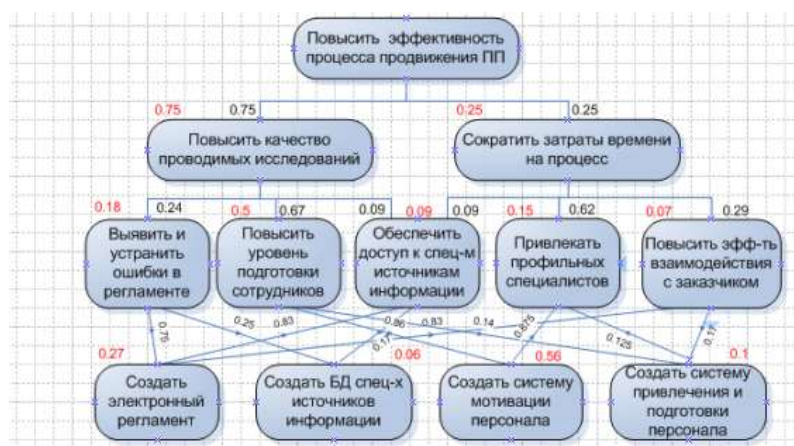 Повысить эффективность
процесса продвижения ПП
0.75 0.75 0.25 0.25
Повысить качество
проводимых исследований
Сократить затраты времени
на процесс
0.18 0.24 0.5 0.67 0.09 0.09 0.09 0.15 0.62 0.07 0.29
Выявить и
устранить
ошибки в
регламенте
Повысить
уровень
подготовки
сотрудников
Обеспечить
доступ к спец-м
источникам
информации
Привлекать
профильных
специалистов
Повысить эфф-ть
взаимодействия
с заказчиком
0.75 0.25 0.83 0.17 0.86 0.83 0.14 0.875 0.125 0.17
0.27 0.06 0.56 0.1
Создать
электронный
регламент
Создать БД спец-х
источников
информации
Создать систему
мотивации
персонала
Создать систему
привлечения и
подготовки
персонала